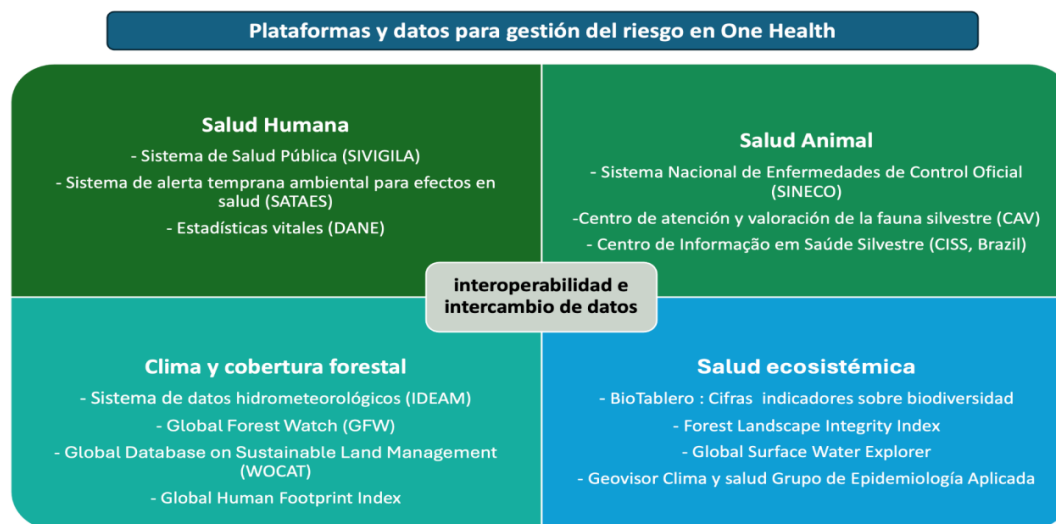 Plataformas y datos para gestión del riesgo en One Health
Salud Humana
- Sistema de Salud Pública (SIVIGILA)
- Sistema de alerta temprana ambiental para efectos en
salud (SATAES)
- Estadísticas vitales (DANE)
Salud Animal
- Sistema Nacional de Enfermedades de Control Oficial
(SINECO)
-Centro de atención y valoración de la fauna silvestre (CAV)
- Centro de Informação em Saúde Silvestre (CISS, Brazil)
interoperabilidad e
intercambio de datos
Clima y cobertura forestal
- Sistema de datos hidrometeorológicos (IDEAM)
- Global Forest Watch (GFW)
- Global Database on Sustainable Land Management
(WOCAT)
- Global Human Footprint Index
Salud ecosistémica
- BioTablero : Cifras indicadores sobre biodiversidad
- Forest Landscape Integrity Index
- Global Surface Water Explorer
- Geovisor Clima y salud Grupo de Epidemiología Aplicada